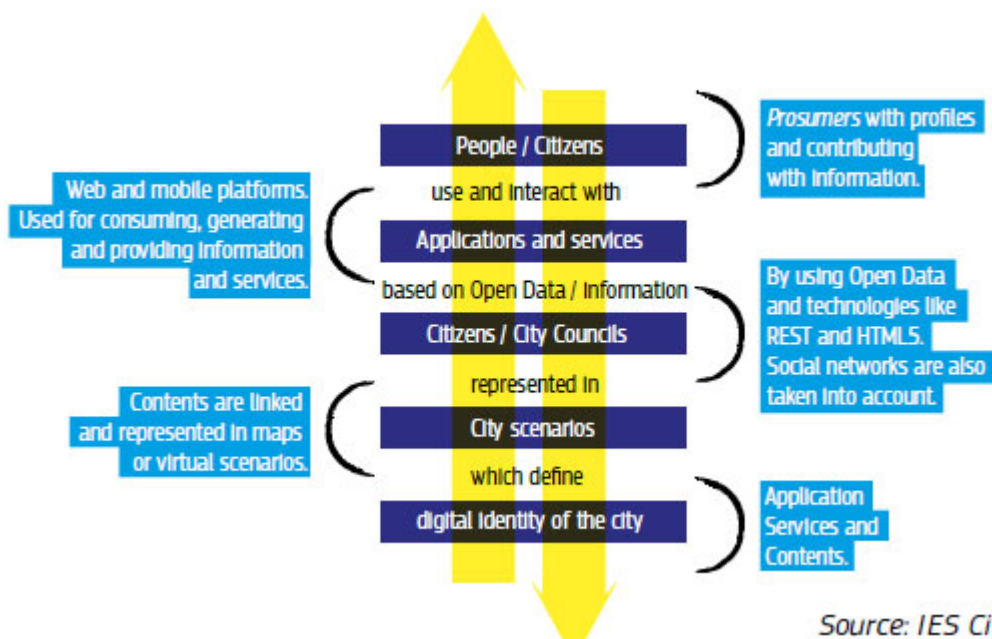 Prosumers with profiles
and contributing
with information.
People / Citizens
use and interact with
Web and mobile platforms.
Used for consuming, generating
and providing information
and services.
Applications and services
based on Open Data / Information
By using Open Data
and technologies like
REST and HTML5.
Social networks are also
taken into account.
Citizens / City Councils
represented in
Contents are linked
and represented in maps
or virtual scenarios.
City scenarios
which define
digital identity of the city
Application
Services and
Contents.
Source: IES Ci